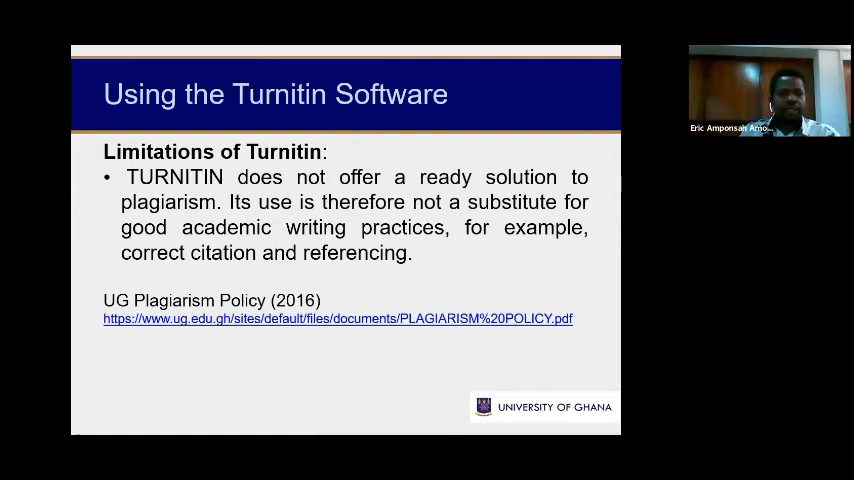 Using the Turnitin Software
Limitations of Turnitin:
• TURNITIN does not offer a ready solution to
plagiarism. Its use is therefore not a substitute for
good academic writing practices, for example,
correct citation and referencing.
UG Plagiarism Policy (2016)
https://www.ug.edu.gh/sites/default/files/documents/PLAGIARISM%20POLICY.pdf
UNIVERSITY OF GHANA
Eric Amponsah Amo...